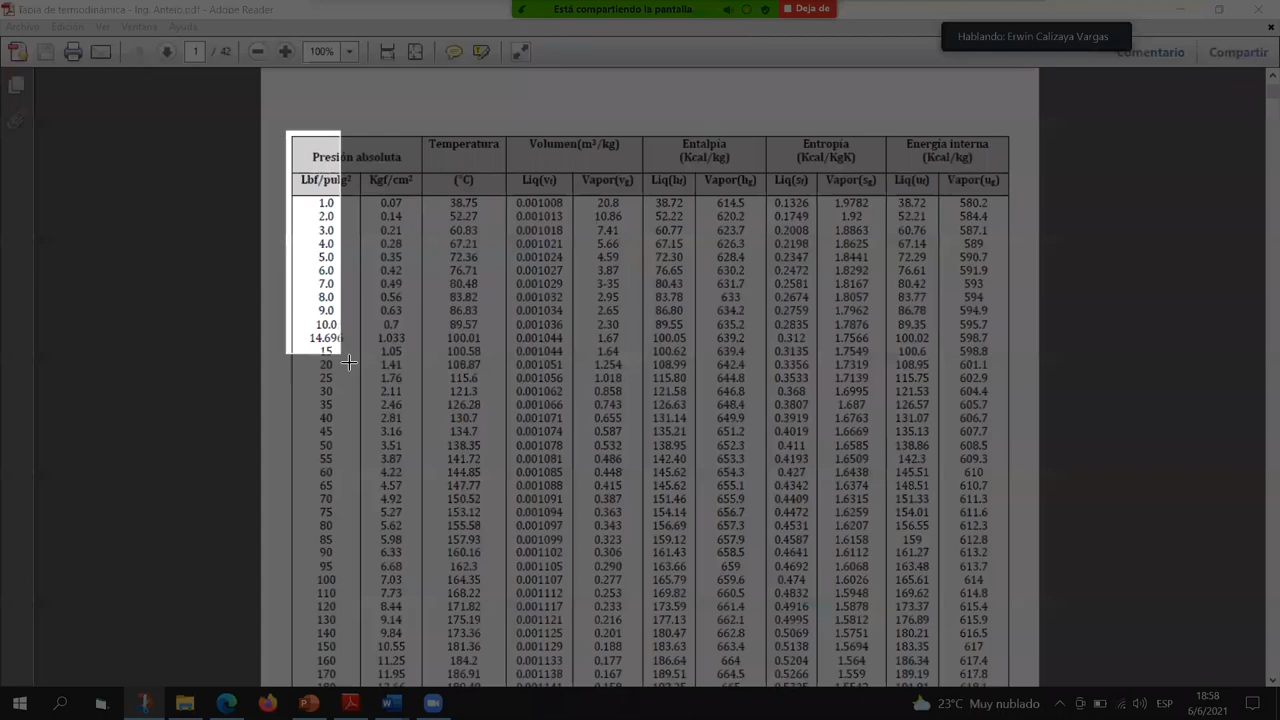 Tabla de termodinámica - Ing. Antelo.pdf - Adobe Reader
Está compartiendo la pantalla
Deja de
Archivo Edición Ver Ventana Ayuda
Hablando: Erwin Calizaya Vargas
1 / 42 100% Comentario Compartir
Presión absoluta Temperatura Volumen(m³/kg) Entalpía (Kcal/kg) Entropía (Kcal/KgK) Energía interna (Kcal/kg)
Lbf/pulg² Kgf/cm² (°C) Liq(vf) Vapor(vg) Liq(hf) Vapor(hg) Liq(sf) Vapor(sg) Liq(uf) Vapor(ug)
1.0 0.07 38.75 0.001008 20.8 38.72 614.5 0.1326 1.9782 38.72 580.2
2.0 0.14 52.27 0.001013 10.86 52.22 620.2 0.1749 1.92 52.21 584.4
3.0 0.21 60.83 0.001018 7.41 60.77 623.7 0.2008 1.8863 60.76 587.1
4.0 0.28 67.21 0.001021 5.66 67.15 626.3 0.2198 1.8625 67.14 589
5.0 0.35 72.36 0.001024 4.59 72.30 628.4 0.2347 1.8441 72.29 590.7
6.0 0.42 76.71 0.001027 3.87 76.65 630.2 0.2472 1.8292 76.61 591.9
7.0 0.49 80.48 0.001029 3-35 80.43 631.7 0.2581 1.8167 80.42 593
8.0 0.56 83.82 0.001032 2.95 83.78 633 0.2674 1.8057 83.77 594
9.0 0.63 86.83 0.001034 2.65 86.80 634.2 0.2759 1.7962 86.78 594.9
10.0 0.7 89.57 0.001036 2.30 89.55 635.2 0.2835 1.7876 89.35 595.7
14.696 1.033 100.01 0.001044 1.67 100.05 639.2 0.312 1.7566 100.02 598.7
15 1.05 100.58 0.001044 1.64 100.62 639.4 0.3135 1.7549 100.6 598.8
20 1.41 108.87 0.001051 1.254 108.99 642.4 0.3356 1.7319 108.95 601.1
25 1.76 115.6 0.001056 1.018 115.80 644.8 0.3533 1.7139 115.75 602.9
30 2.11 121.3 0.001062 0.858 121.58 646.8 0.368 1.6995 121.53 604.4
35 2.46 126.28 0.001066 0.743 126.63 648.4 0.3807 1.687 126.57 605.7
40 2.81 130.7 0.001071 0.655 131.14 649.9 0.3919 1.6763 131.07 606.7
45 3.16 134.7 0.001074 0.587 135.21 651.2 0.4019 1.6669 135.13 607.7
50 3.51 138.35 0.001078 0.532 138.95 652.3 0.411 1.6585 138.86 608.5
55 3.87 141.72 0.001081 0.486 142.40 653.3 0.4193 1.6509 142.3 609.3
60 4.22 144.85 0.001085 0.448 145.62 654.3 0.427 1.6438 145.51 610
65 4.57 147.77 0.001088 0.415 145.62 655.1 0.4342 1.6374 148.51 610.7
70 4.92 150.52 0.001091 0.387 151.46 655.9 0.4409 1.6315 151.33 611.3
75 5.27 153.12 0.001094 0.363 154.14 656.7 0.4472 1.6259 154.01 611.6
80 5.62 155.58 0.001097 0.343 156.69 657.3 0.4531 1.6207 156.55 612.3
85 5.98 157.93 0.001099 0.323 159.12 657.9 0.4587 1.6158 159 612.8
90 6.33 160.16 0.001102 0.306 161.43 658.5 0.4641 1.6112 161.27 613.2
95 6.68 162.3 0.001105 0.290 163.66 659 0.4692 1.6068 163.48 613.7
100 7.03 164.35 0.001107 0.277 165.79 659.6 0.474 1.6026 165.61 614
110 7.73 168.22 0.001112 0.253 169.82 660.5 0.4832 1.5948 169.62 614.8
120 8.44 171.82 0.001117 0.233 173.59 661.4 0.4916 1.5878 173.37 615.4
130 9.14 175.19 0.001121 0.216 177.13 662.1 0.4995 1.5812 176.89 615.9
140 9.84 173.36 0.001125 0.201 180.47 662.8 0.5069 1.5751 180.21 616.5
150 10.55 181.36 0.001129 0.188 183.63 663.4 0.5138 1.5694 183.35 617
160 11.25 184.2 0.001133 0.177 186.64 664 0.5204 1.564 186.34 617.4
170 11.95 186.91 0.001138 0.167 189.51 664.5 0.5266 1.559 189.19 617.8
23°C Muy nublado ESP 18:58
6/6/2021